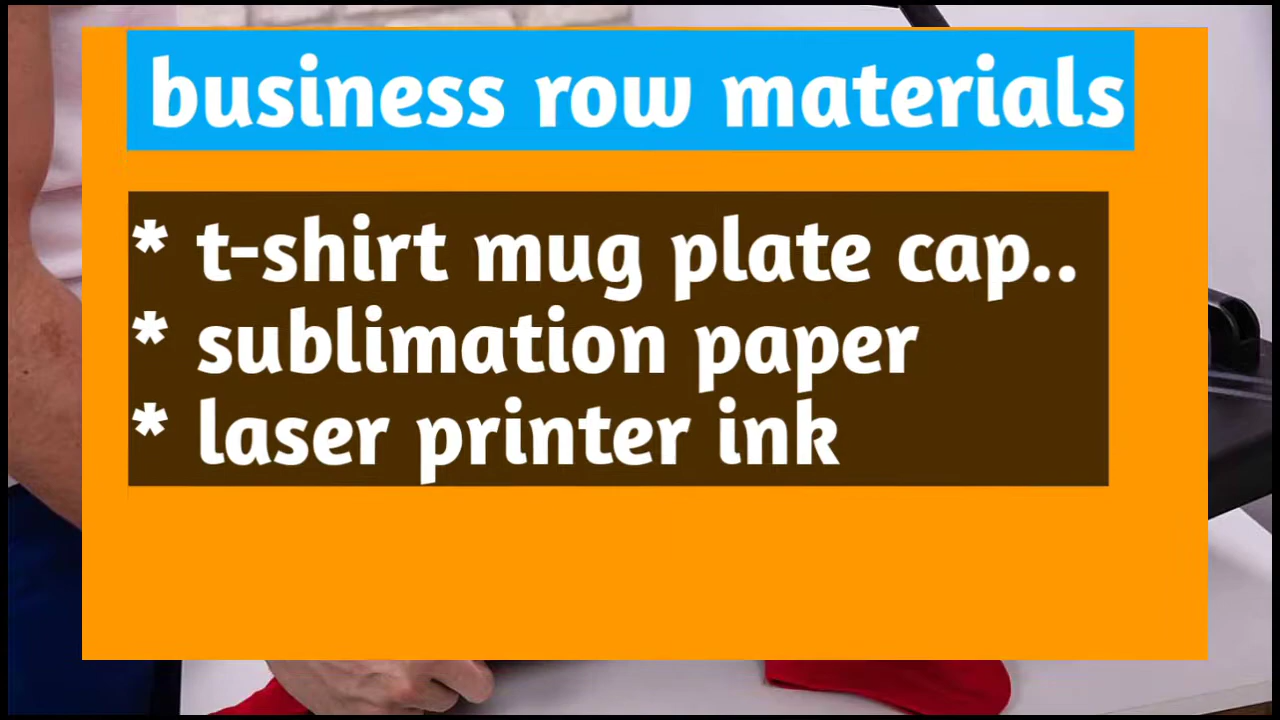 business row materials
* t-shirt mug plate cap..
* sublimation paper
* laser printer ink